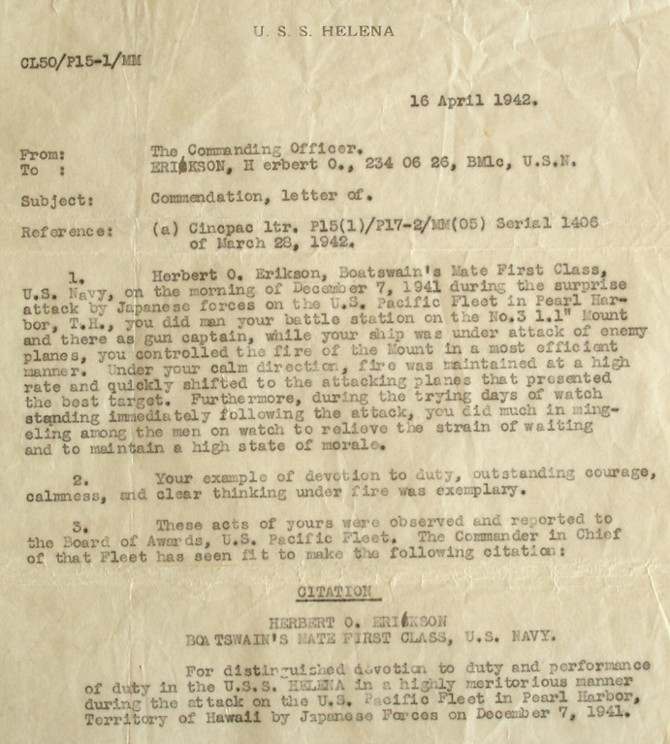 U. S. S. HELENA
CL50/P15-1/MM
16 April 1942.
From: The Commanding Officer.
To : ERIKSON, H erbert O., 234 06 26, BM1c, U.S.N.
Subject: Commendation, letter of.
Reference: (a) Cincpac ltr. P15(1)/P17-2/MM(05) Serial 1406
of March 28, 1942.
1. Herbert O. Erikson, Boatswain's Mate First Class,
U.S. Navy, on the morning of December 7, 1941 during the surprise
attack by Japanese forces on the U.S. Pacific Fleet in Pearl Har-
bor, T.H., you did man your battle station on the No.3 1.1" Mount
and there as gun captain, while your ship was under attack of enemy
planes, you controlled the fire of the Mount in a most efficient
manner. Under your calm direction, fire was maintained at a high
rate and quickly shifted to the attacking planes that presented
the best target. Furthermore, during the trying days of watch
standing immediately following the attack, you did much in ming-
eling among the men on watch to relieve the strain of waiting
and to maintain a high state of morale.
2. Your example of devotion to duty, outstanding courage,
calmness, and clear thinking under fire was exemplary.
3. These acts of yours were observed and reported to
the Board of Awards, U.S. Pacific Fleet. The Commander in Chief
of that Fleet has seen fit to make the following citation:
CITATION
HERBERT O. ERIKSON
BOATSWAIN'S MATE FIRST CLASS, U.S. NAVY.
For distinguished devotion to duty and performance
of duty in the U.S.S. HELENA in a highly meritorious manner
during the attack on the U.S. Pacific Fleet in Pearl Harbor,
Territory of Hawaii by Japanese Forces on December 7, 1941.